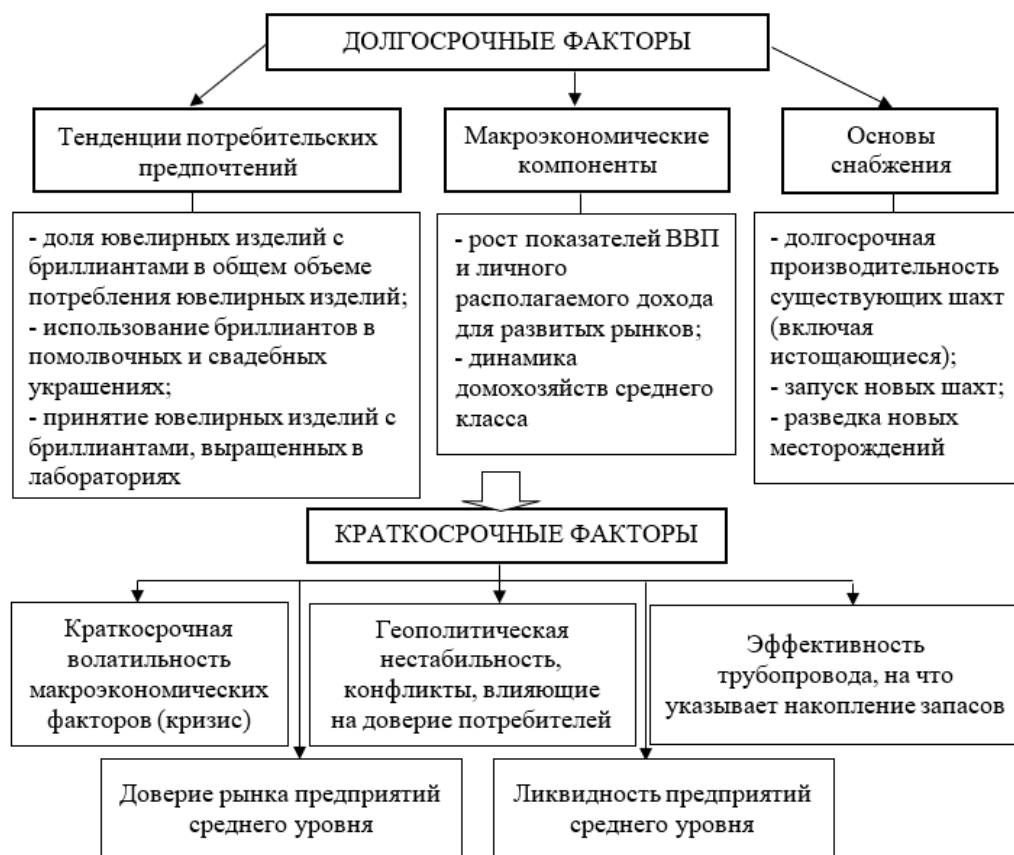 ДОЛГОСРОЧНЫЕ ФАКТОРЫ
Тенденции потребительских
предпочтений
Макроэкономические
компоненты
Основы
снабжения
- доля ювелирных изделий с
бриллиантами в общем объеме
потребления ювелирных изделий;
- использование бриллиантов в
помолвочных и свадебных
украшениях;
- принятие ювелирных изделий с
бриллиантами, выращенных в
лабораториях
- рост показателей ВВП
и личного
располагаемого дохода
для развитых рынков;
- динамика
домохозяйств среднего
класса
- долгосрочная
производительность
существующих шахт
(включая
истощающиеся);
- запуск новых шахт;
- разведка новых
месторождений
КРАТКОСРОЧНЫЕ ФАКТОРЫ
Краткосрочная
волатильность
макроэкономических
факторов (кризис)
Геополитическая
нестабильность,
конфликты, влияющие
на доверие потребителей
Эффективность
трубопровода, на что
указывает накопление запасов
Доверие рынка предприятий
среднего уровня
Ликвидность предприятий
среднего уровня